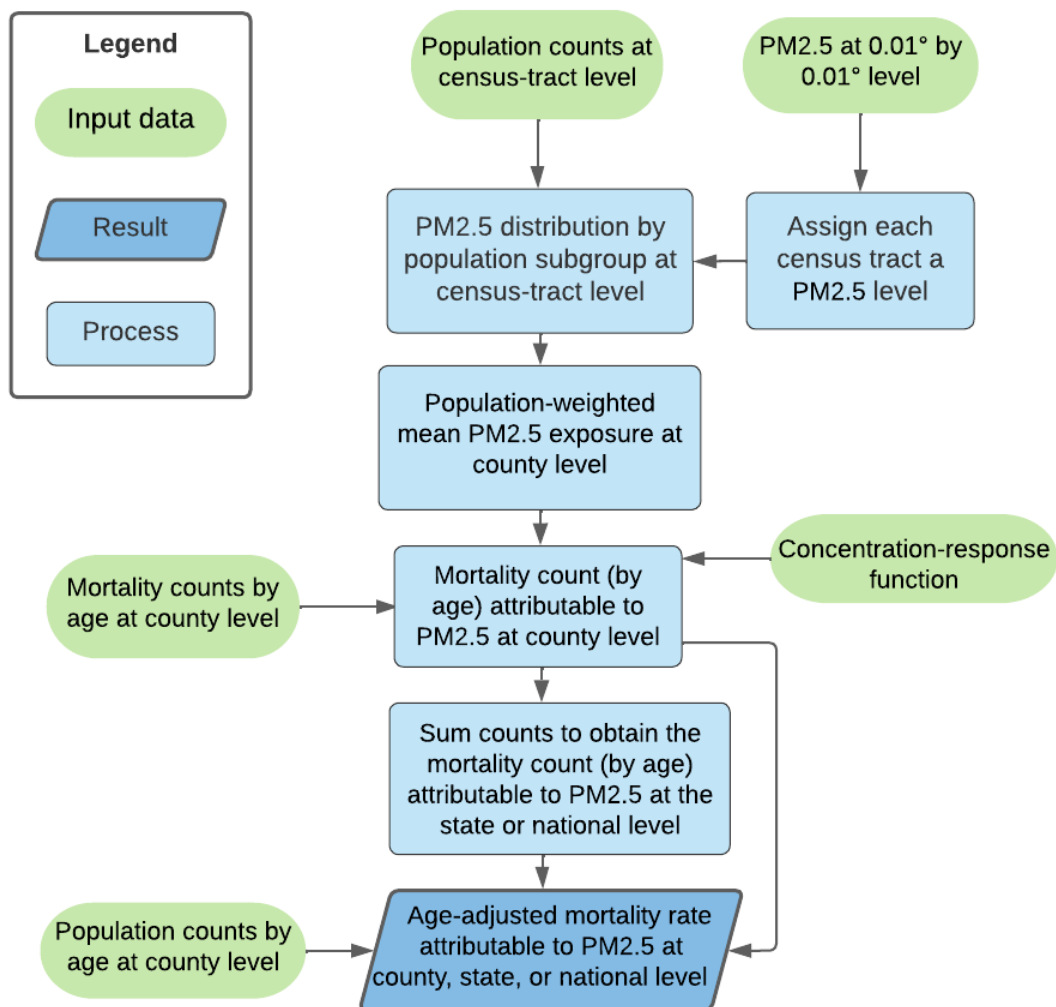 Legend
Input data
Result
Process
Population counts at
census-tract level
PM2.5 at 0.01° by
0.01° level
PM2.5 distribution by
population subgroup at
census-tract level
Assign each
census tract a
PM2.5 level
Population-weighted
mean PM2.5 exposure at
county level
Concentration-response
function
Mortality counts by
age at county level
Mortality count (by
age) attributable to
PM2.5 at county level
Sum counts to obtain the
mortality count (by age)
attributable to PM2.5 at the
state or national level
Population counts by
age at county level
Age-adjusted mortality rate
attributable to PM2.5 at
county, state, or national level